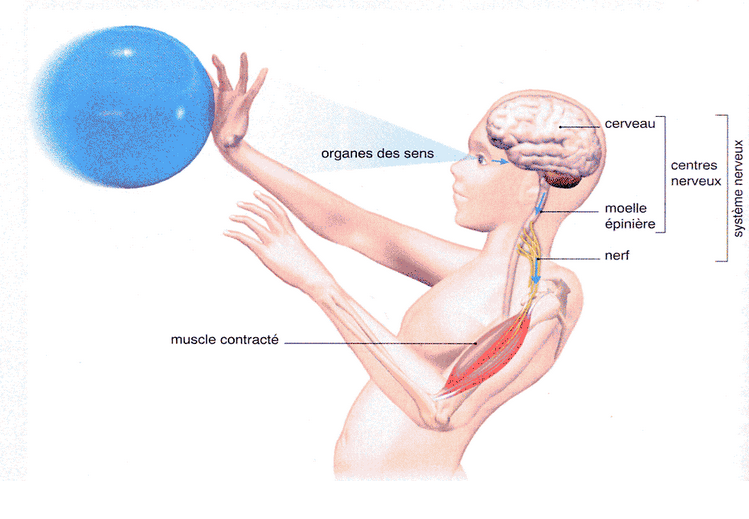 cerveau
organes des sens
centres
nerveux
système nerveux
moelle
épinière
nerf
muscle contracté